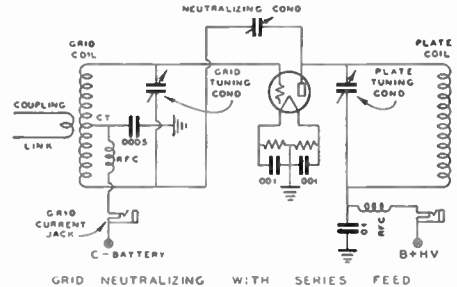 NEUTRALIZING COND
GRID
COIL
PLATE
COIL
GRID
TUNING
COND
PLATE
TUNING
COND
COUPLING
LINK
CT
.0005
RFC
.001
.001
GRID
CURRENT
JACK
C-BATTERY
.01
RFC
B+HV
GRID NEUTRALIZING WITH SERIES FEED